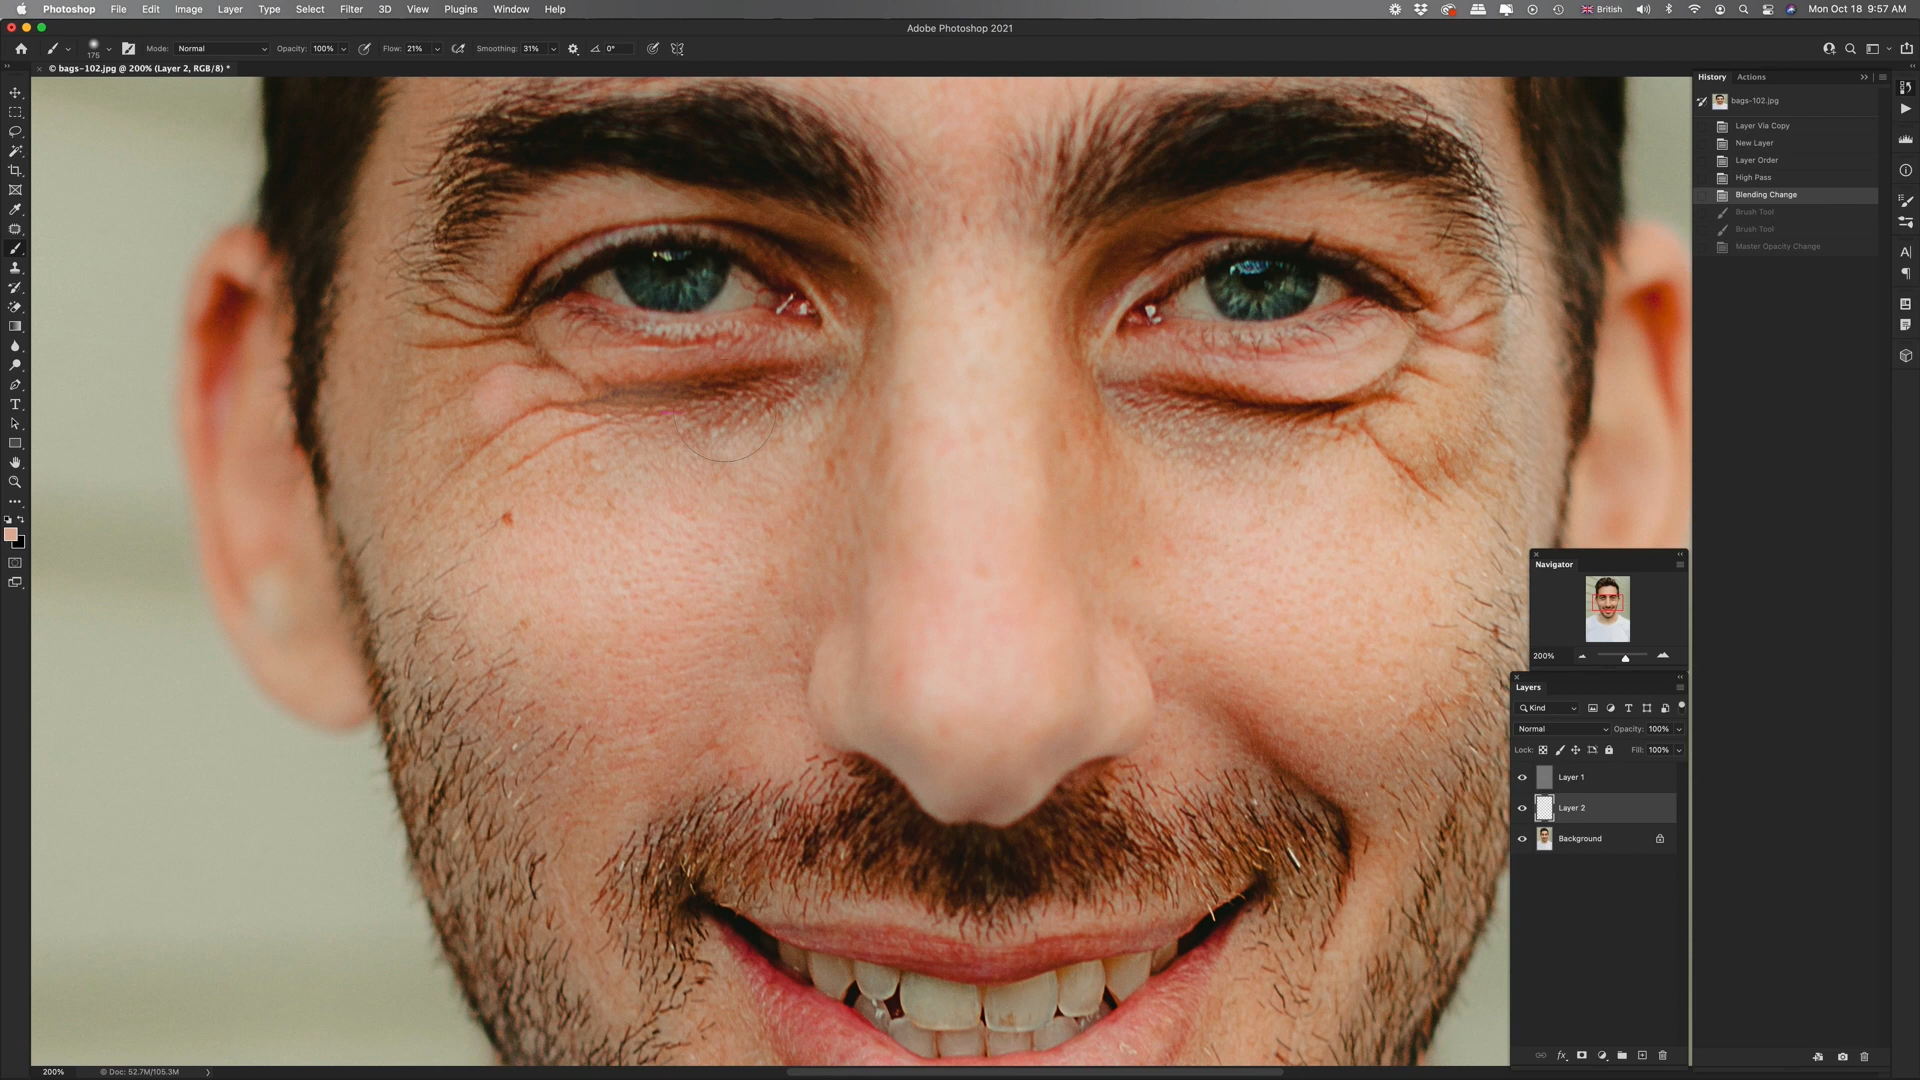 Photoshop File Edit Image Layer Type Select Filter 3D View Plugins Window Help
British Mon Oct 18 9:57 AM
Adobe Photoshop 2021
175 Mode: Normal Opacity: 100% Flow: 21% Smoothing: 31% 0°
© bags-102.jpg @ 200% (Layer 2, RGB/8) *
History Actions
bags-102.jpg
Layer Via Copy
New Layer
Layer Order
High Pass
Blending Change
Brush Tool
Brush Tool
Master Opacity Change
Navigator
200%
Layers
Kind
Normal Opacity: 100%
Lock: Fill: 100%
Layer 1
Layer 2
Background
fx
200% © Doc: 52.7M/105.3M